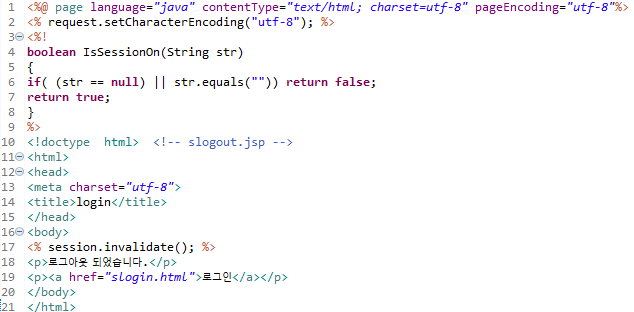 1 <%@ page language="java" contentType="text/html; charset=utf-8" pageEncoding="utf-8"%>
2 <% request.setCharacterEncoding("utf-8"); %>
3 <%!
4 boolean IsSessionOn(String str)
5 {
6 if( (str == null) || str.equals("")) return false;
7 return true;
8 }
9 %>
10 <!doctype  html>  <!-- slogout.jsp -->
11 <html>
12 <head>
13 <meta charset="utf-8">
14 <title>login</title>
15 </head>
16 <body>
17 <% session.invalidate(); %>
18 <p>로그아웃 되었습니다.</p>
19 <p><a href="slogin.html">로그인</a></p>
20 </body>
21 </html>